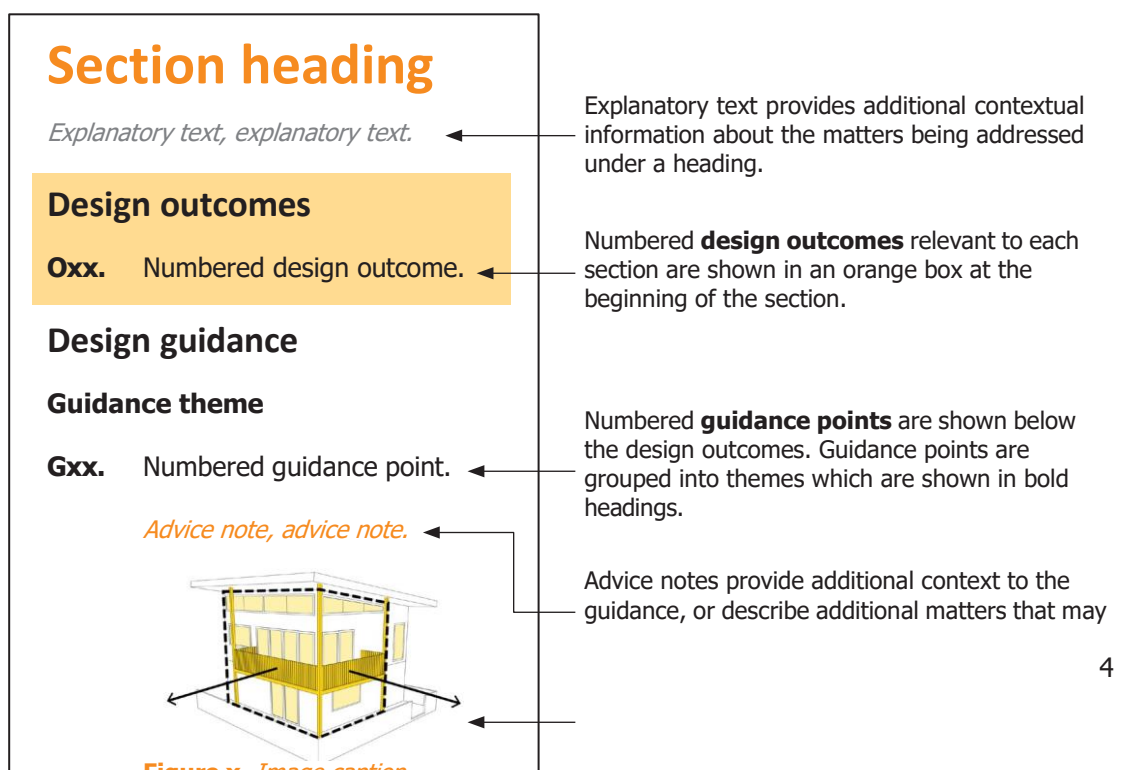 Section heading
Explanatory text, explanatory text.
Design outcomes
Oxx. Numbered design outcome.
Design guidance
Guidance theme
Gxx. Numbered guidance point.
Advice note, advice note.
Figure x. Image caption
Explanatory text provides additional contextual
information about the matters being addressed
under a heading.
Numbered design outcomes relevant to each
section are shown in an orange box at the
beginning of the section.
Numbered guidance points are shown below
the design outcomes. Guidance points are
grouped into themes which are shown in bold
headings.
Advice notes provide additional context to the
guidance, or describe additional matters that may
4